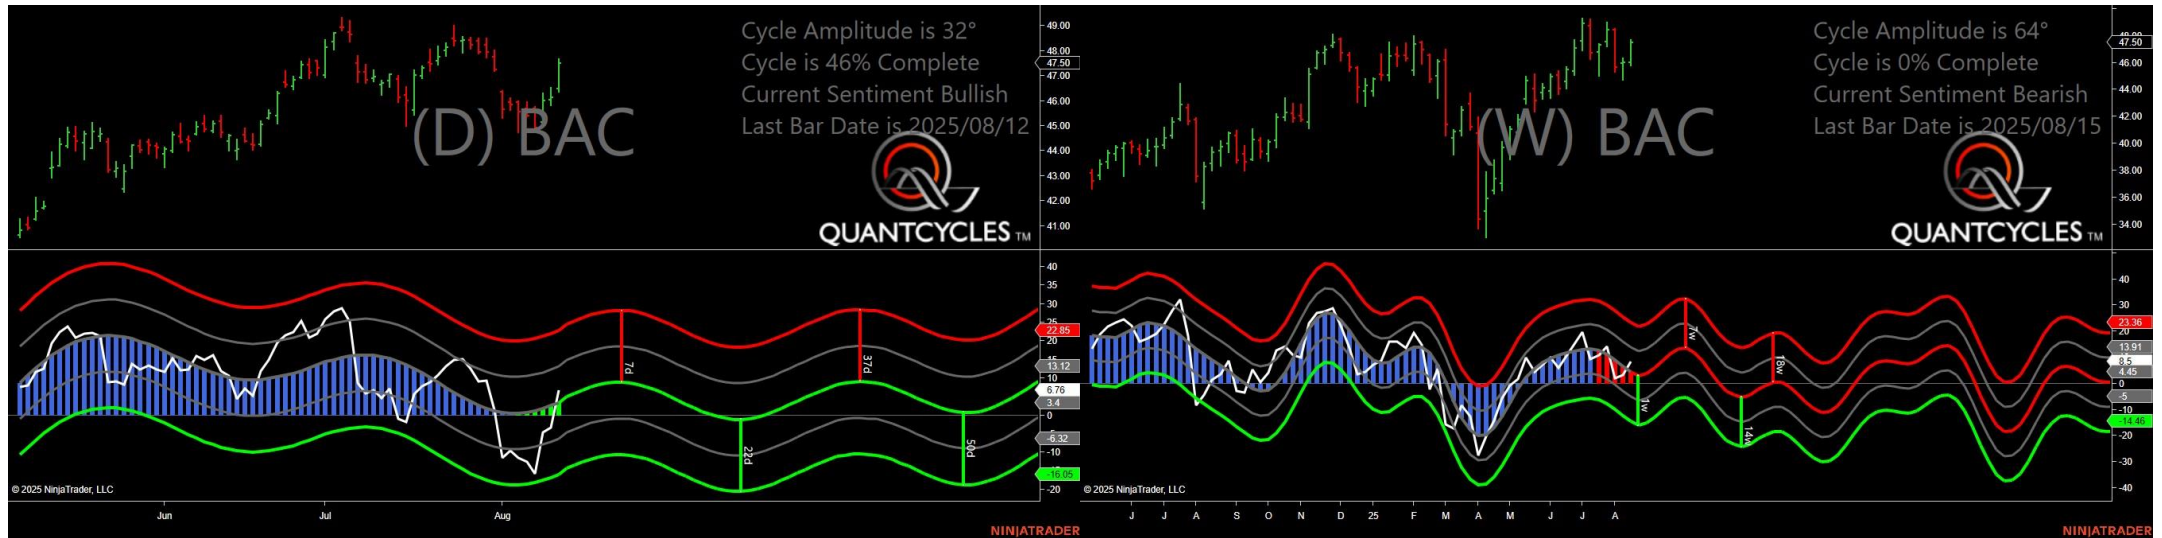 Cycle Amplitude is 32°
Cycle is 46% Complete
Current Sentiment Bullish
Last Bar Date is 2025/08/12
(D) BAC
QUANTCYCLES TM
49.00
48.00
47.50
47.00
46.00
45.00
44.00
43.00
42.00
41.00
40
35
30
25
22.85
20
15
13.12
10
6.76
3.4
0
-6.32
-10
-16.05
-20
7d
22d
37d
50d
© 2025 NinjaTrader, LLC
Jun
Jul
Aug
NINJATRADER
Cycle Amplitude is 64°
Cycle is 0% Complete
Current Sentiment Bearish
Last Bar Date is 2025/08/15
(W) BAC
QUANTCYCLES TM
47.50
46.00
44.00
42.00
40.00
38.00
36.00
34.00
40
30
23.36
20
13.91
8.5
4.45
0
-5
-10
-14.46
-20
-30
-40
1w
7w
14w
18w
© 2025 NinjaTrader, LLC
J J A S O N D 25 F M A M J J A
NINJATRADER